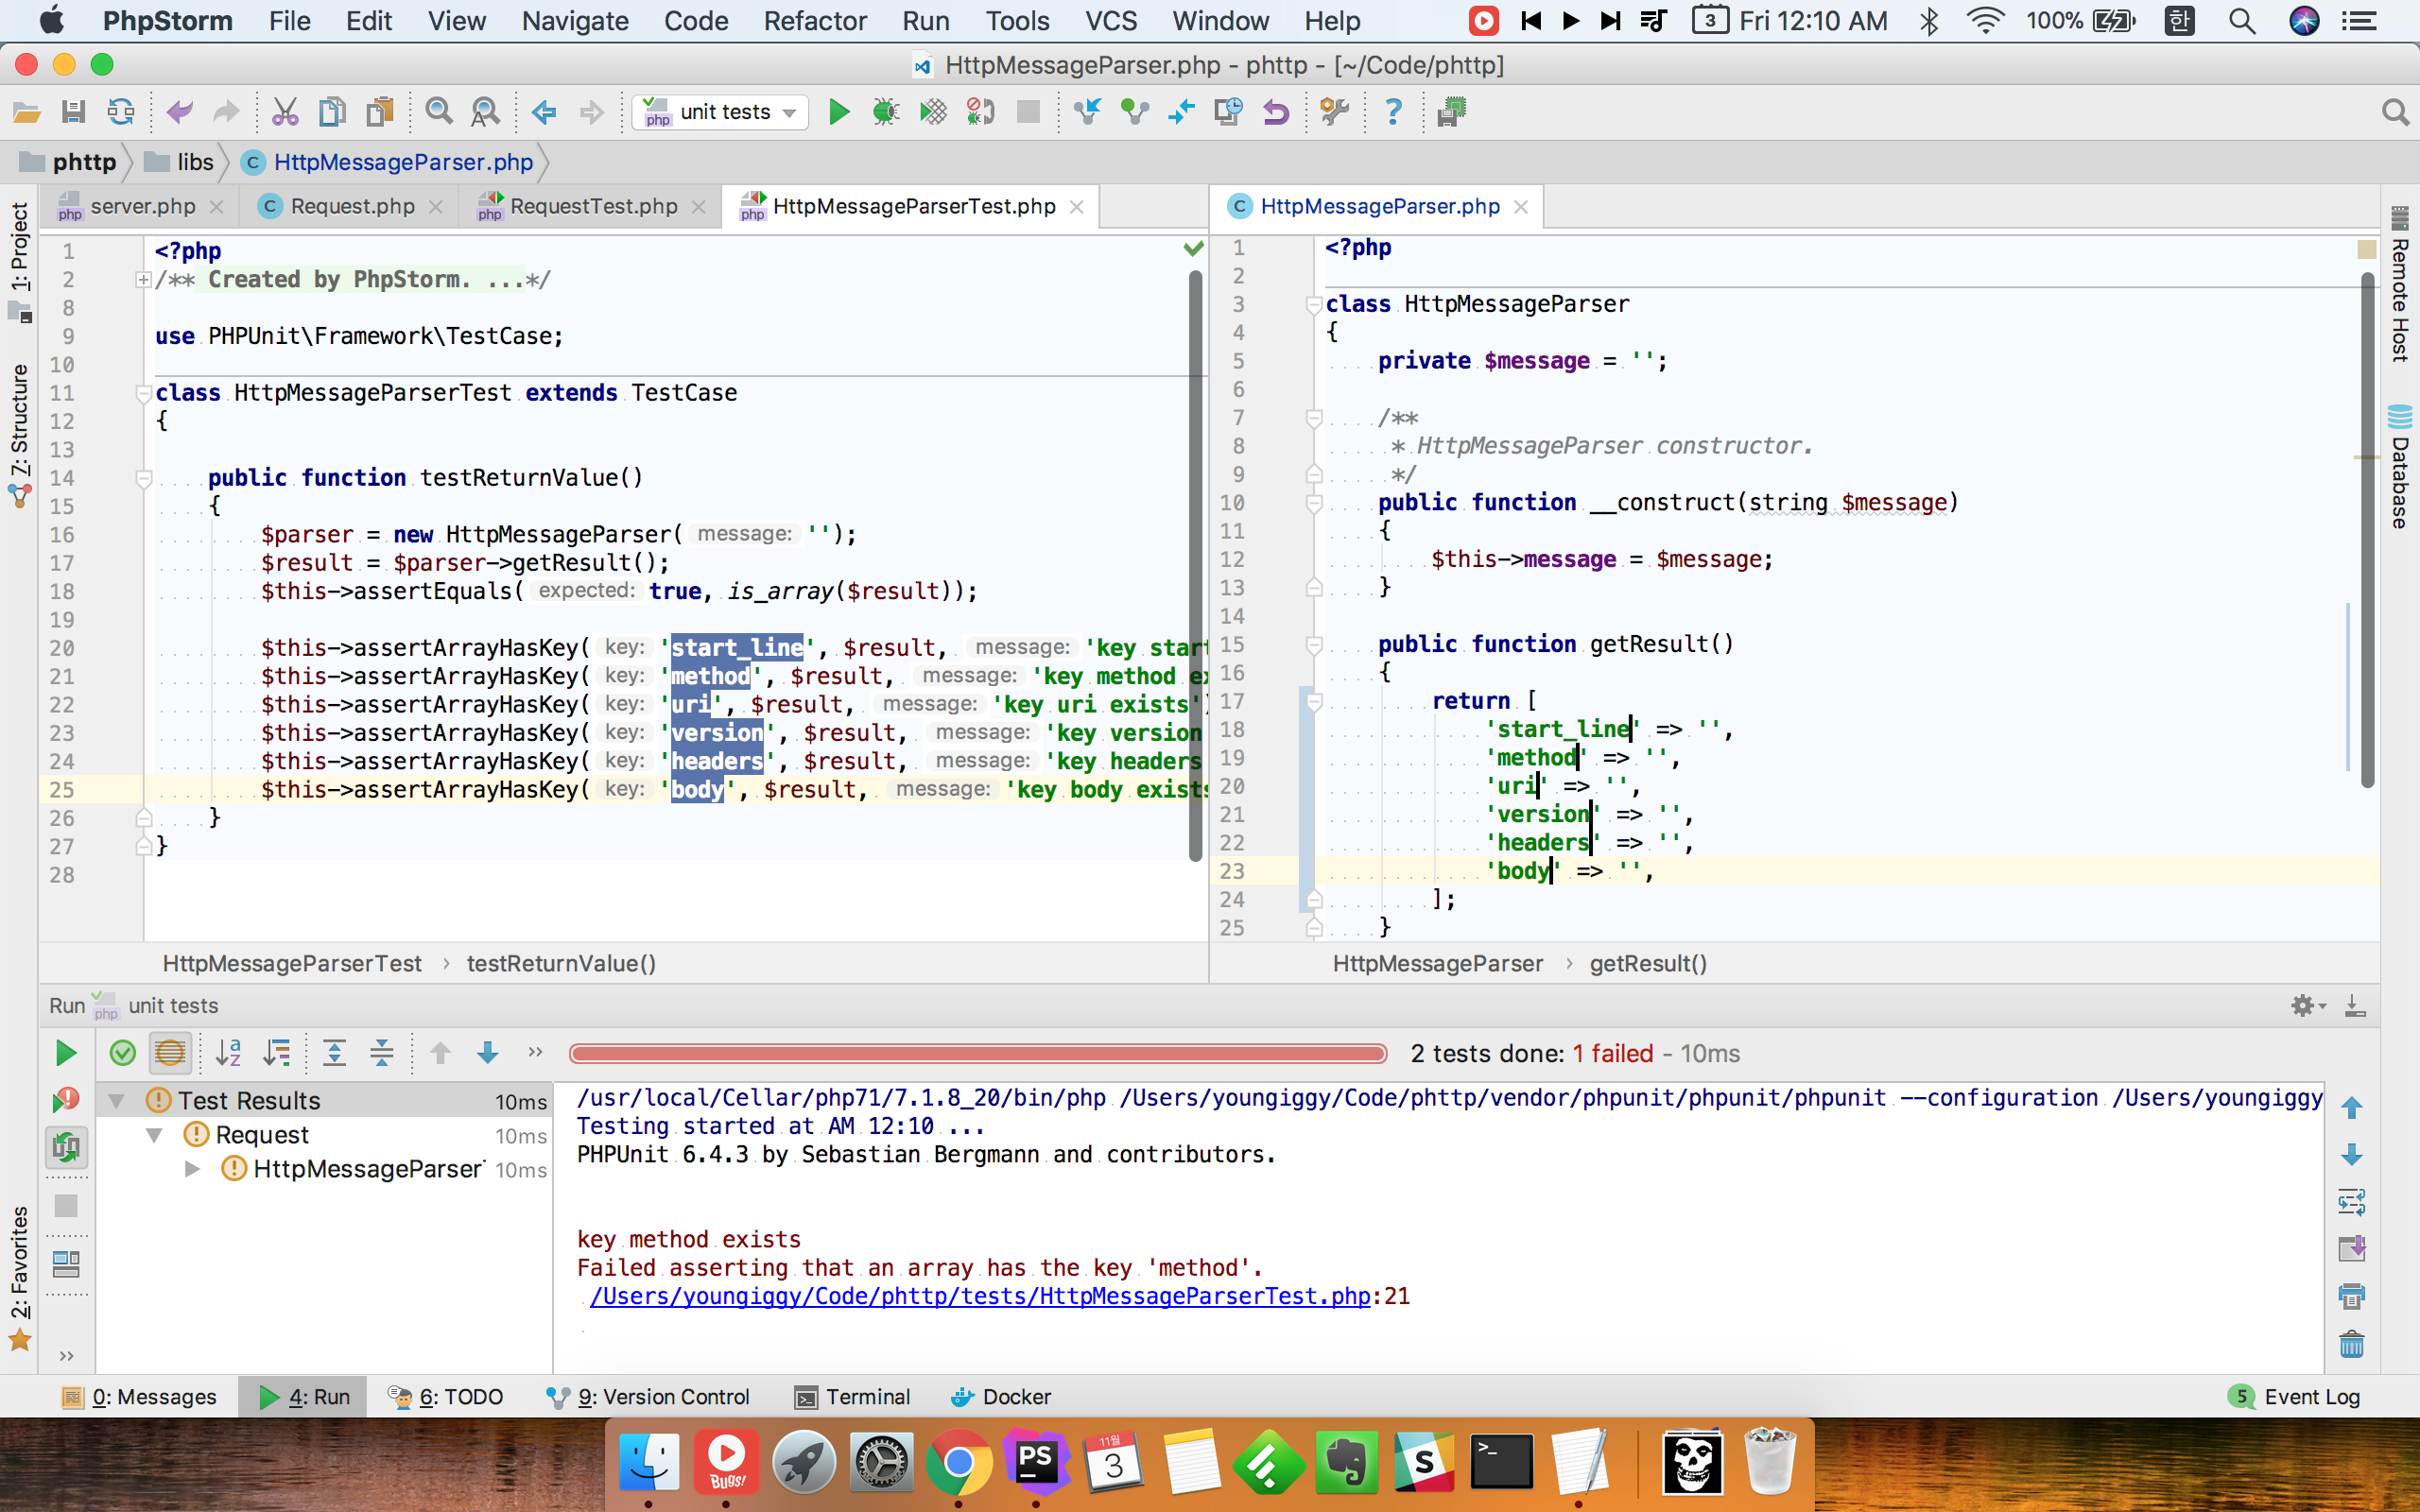 PhpStorm File Edit View Navigate Code Refactor Run Tools VCS Window Help 3 Fri 12:10 AM 100% 한
HttpMessageParser.php - phttp - [~/Code/phttp]
php unit tests
phttp libs C HttpMessageParser.php
php server.php C Request.php php RequestTest.php php HttpMessageParserTest.php C HttpMessageParser.php
1: Project
7: Structure
2: Favorites
1 <?php
2 /** Created by PhpStorm. ...*/
8
9 use PHPUnit\Framework\TestCase;
10
11 class HttpMessageParserTest extends TestCase
12 {
13
14 public function testReturnValue()
15 {
16 $parser = new HttpMessageParser( message: '');
17 $result = $parser->getResult();
18 $this->assertEquals( expected: true, is_array($result));
19
20 $this->assertArrayHasKey( key: 'start_line', $result, message: 'key star
21 $this->assertArrayHasKey( key: 'method', $result, message: 'key method ex
22 $this->assertArrayHasKey( key: 'uri', $result, message: 'key uri exists')
23 $this->assertArrayHasKey( key: 'version', $result, message: 'key version
24 $this->assertArrayHasKey( key: 'headers', $result, message: 'key headers
25 $this->assertArrayHasKey( key: 'body', $result, message: 'key body exists
26 }
27 }
28
HttpMessageParserTest › testReturnValue()
1 <?php
2
3 class HttpMessageParser
4 {
5 private $message = '';
6
7 /**
8 * HttpMessageParser constructor.
9 */
10 public function __construct(string $message)
11 {
12 $this->message = $message;
13 }
14
15 public function getResult()
16 {
17 return [
18 'start_line' => '',
19 'method' => '',
20 'uri' => '',
21 'version' => '',
22 'headers' => '',
23 'body' => '',
24 ];
25 }
HttpMessageParser › getResult()
Remote Host
Database
Run php unit tests
2 tests done: 1 failed - 10ms
Test Results 10ms
Request 10ms
HttpMessageParser 10ms
/usr/local/Cellar/php71/7.1.8_20/bin/php /Users/youngiggy/Code/phttp/vendor/phpunit/phpunit/phpunit --configuration /Users/youngiggy
Testing started at AM 12:10 ...
PHPUnit 6.4.3 by Sebastian Bergmann and contributors.
key method exists
Failed asserting that an array has the key 'method'.
/Users/youngiggy/Code/phttp/tests/HttpMessageParserTest.php:21
0: Messages 4: Run 6: TODO 9: Version Control Terminal Docker 5 Event Log
Bugs! PS 11월 3 S >_